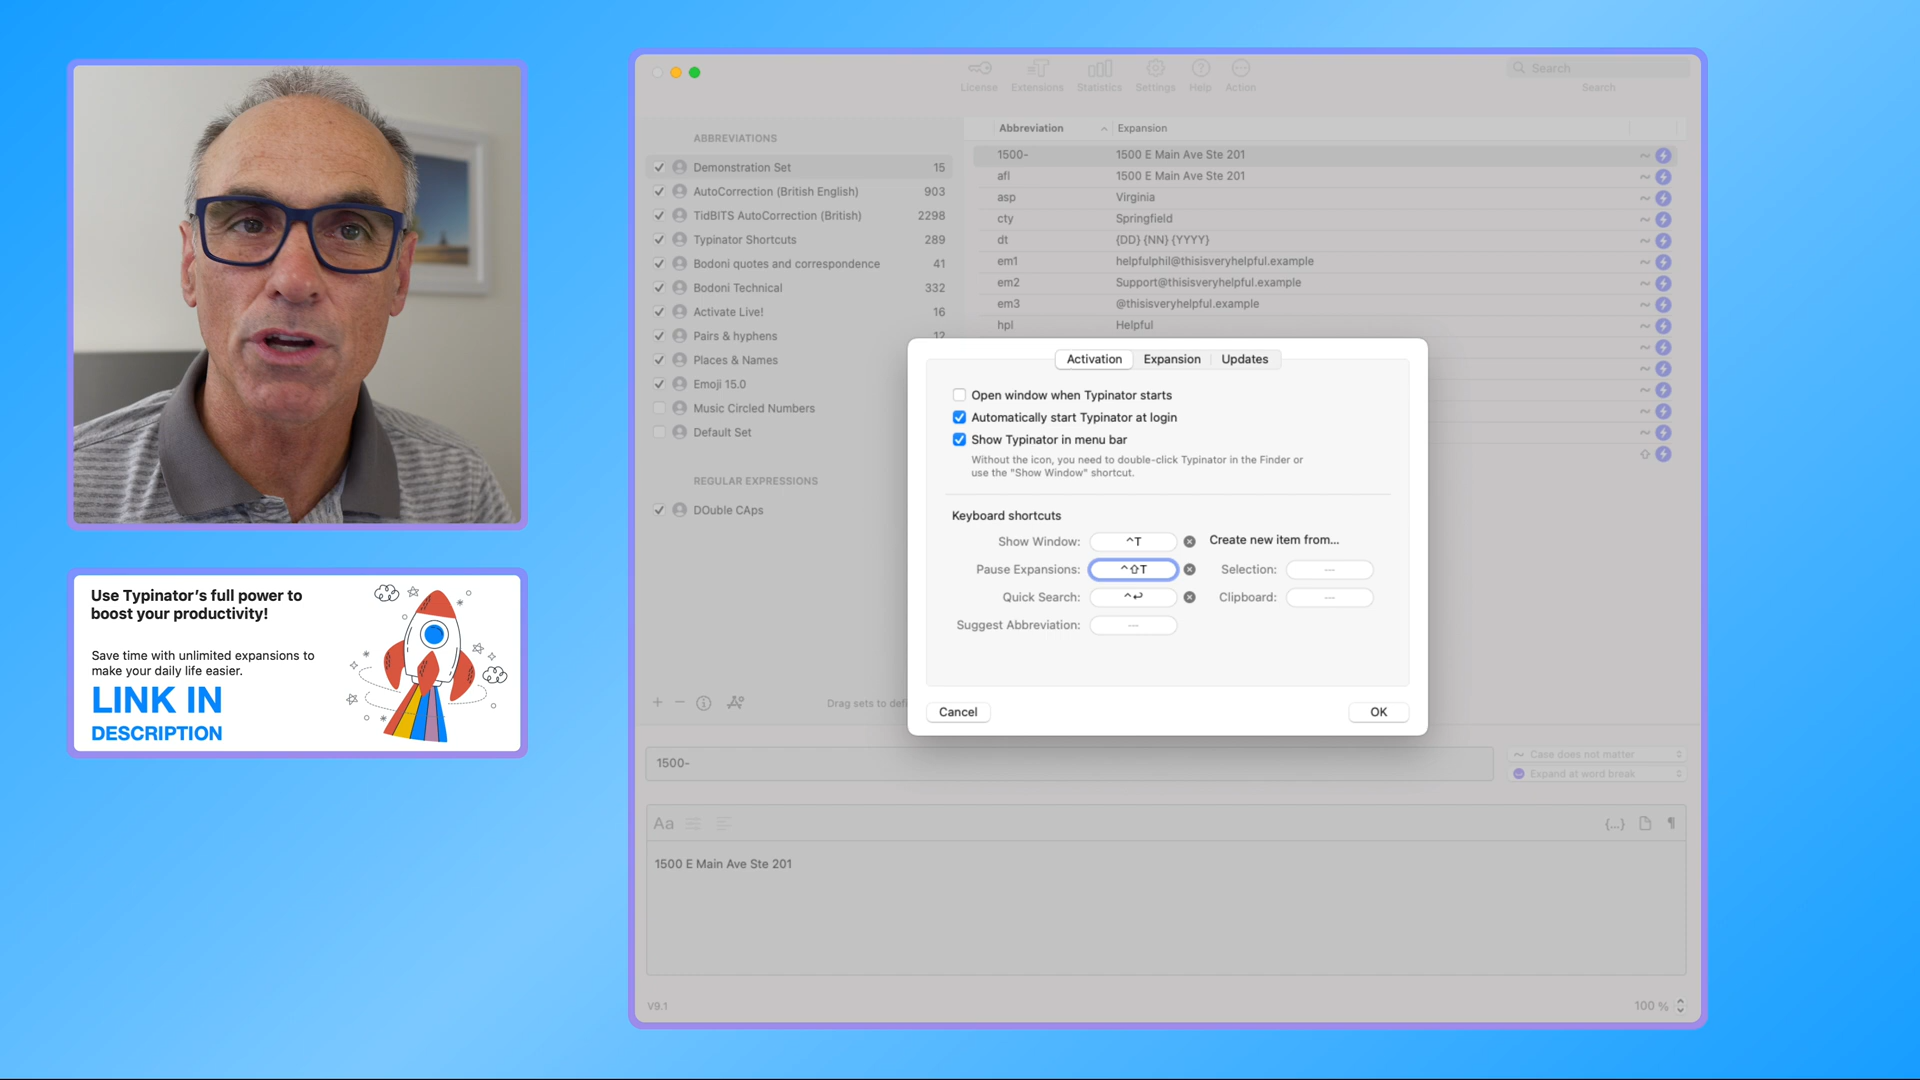 License
Extensions
Statistics
Settings
Help
Action
Search
Search
ABBREVIATIONS
Demonstration Set 15
AutoCorrection (British English) 903
TidBITS AutoCorrection (British) 2298
Typinator Shortcuts 289
Bodoni quotes and correspondence 41
Bodoni Technical 332
Activate Live! 16
Pairs & hyphens 12
Places & Names
Emoji 15.0
Music Circled Numbers
Default Set
REGULAR EXPRESSIONS
DOuble CAps
Abbreviation Expansion
1500- 1500 E Main Ave Ste 201
afl 1500 E Main Ave Ste 201
asp Virginia
cty Springfield
dt {DD} {NN} {YYYY}
em1 helpfulphil@thisisveryhelpful.example
em2 Support@thisisveryhelpful.example
em3 @thisisveryhelpful.example
hpl Helpful
Activation Expansion Updates
Open window when Typinator starts
Automatically start Typinator at login
Show Typinator in menu bar
Without the icon, you need to double-click Typinator in the Finder or
use the "Show Window" shortcut.
Keyboard shortcuts
Show Window: ^T
Create new item from...
Pause Expansions: ^⇧T
Selection: —
Quick Search: ^↩
Clipboard: —
Suggest Abbreviation: —
Cancel
OK
Drag sets to defi
1500-
Case does not matter
Expand at word break
Aa
{...}
¶
1500 E Main Ave Ste 201
V9.1
100 %
Use Typinator's full power to
boost your productivity!
Save time with unlimited expansions to
make your daily life easier.
LINK IN
DESCRIPTION